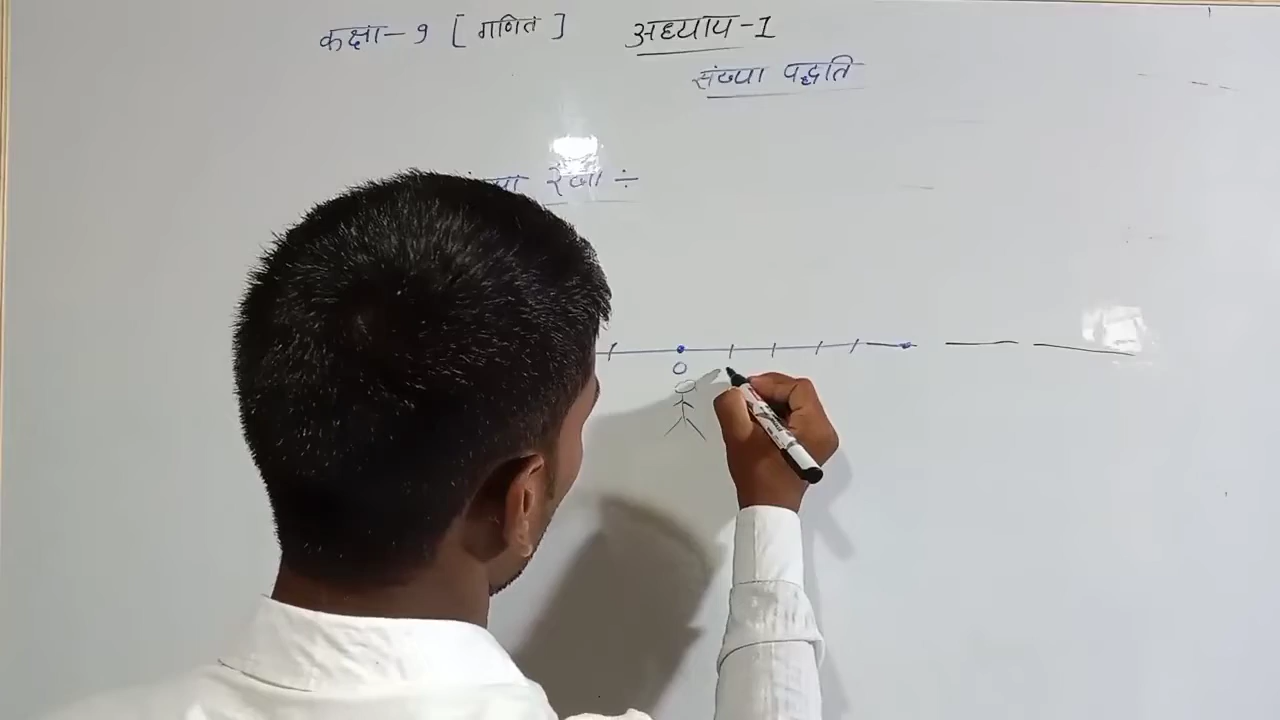 कक्षा-9 [गणित] अध्याय-1
संख्या पद्धति
रेखा ÷
0